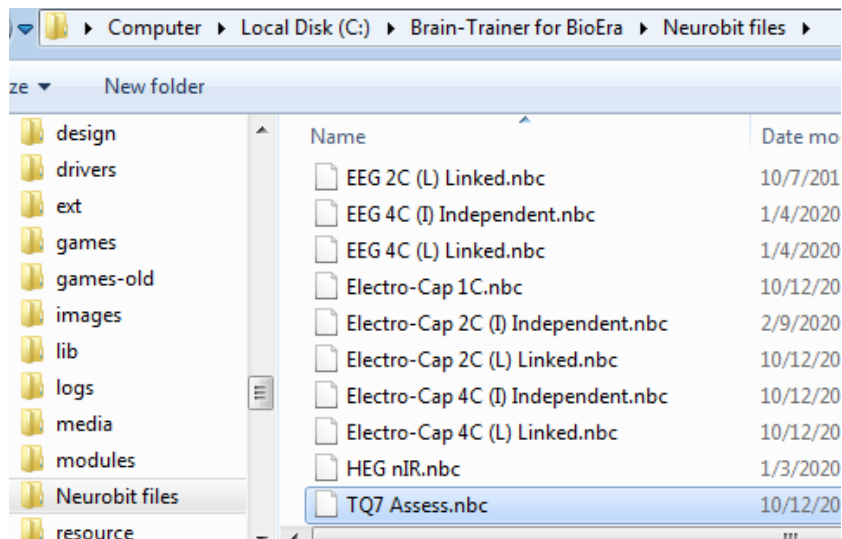 Computer ▸ Local Disk (C:) ▸ Brain-Trainer for BioEra ▸ Neurobit files ▸
ze New folder
design
drivers
ext
games
games-old
images
lib
logs
media
modules
Neurobit files
resource
Name Date mo
EEG 2C (L) Linked.nbc 10/7/201
EEG 4C (I) Independent.nbc 1/4/2020
EEG 4C (L) Linked.nbc 1/4/2020
Electro-Cap 1C.nbc 10/12/20
Electro-Cap 2C (I) Independent.nbc 2/9/2020
Electro-Cap 2C (L) Linked.nbc 10/12/20
Electro-Cap 4C (I) Independent.nbc 10/12/20
Electro-Cap 4C (L) Linked.nbc 10/12/20
HEG nIR.nbc 1/3/2020
TQ7 Assess.nbc 10/12/20